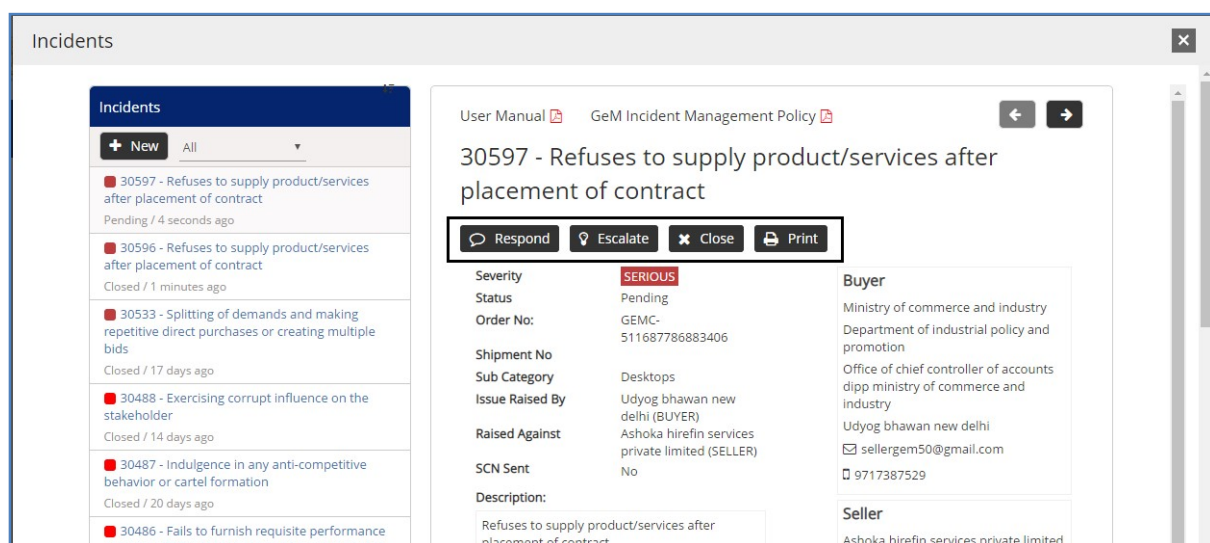 Incidents
Incidents
+ New All
30597 - Refuses to supply product/services
after placement of contract
Pending / 4 seconds ago
30596 - Refuses to supply product/services
after placement of contract
Closed / 1 minutes ago
30533 - Splitting of demands and making
repetitive direct purchases or creating multiple
bids
Closed / 17 days ago
30488 - Exercising corrupt influence on the
stakeholder
Closed / 14 days ago
30487 - Indulgence in any anti-competitive
behavior or cartel formation
Closed / 20 days ago
30486 - Fails to furnish requisite performance
User Manual GeM Incident Management Policy
30597 - Refuses to supply product/services after
placement of contract
Respond Escalate Close Print
Severity SERIOUS
Status Pending
Order No: GEMC-
511687786883406
Shipment No
Sub Category Desktops
Issue Raised By Udyog bhawan new
delhi (BUYER)
Raised Against Ashoka hirefin services
private limited (SELLER)
SCN Sent No
Description:
Refuses to supply product/services after
placement of contract
Buyer
Ministry of commerce and industry
Department of industrial policy and
promotion
Office of chief controller of accounts
dipp ministry of commerce and
industry
Udyog bhawan new delhi
sellergem50@gmail.com
9717387529
Seller
Ashoka hirefin services private limited